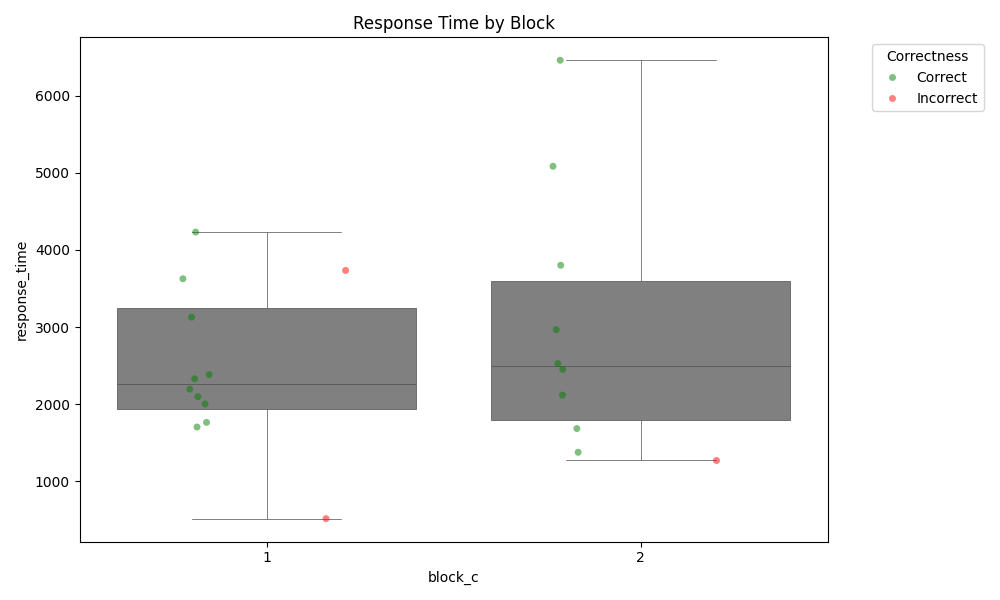 Response Time by Block
Correctness
Correct
Incorrect
6000
5000
4000
3000
2000
1000
response_time
1
2
block_c